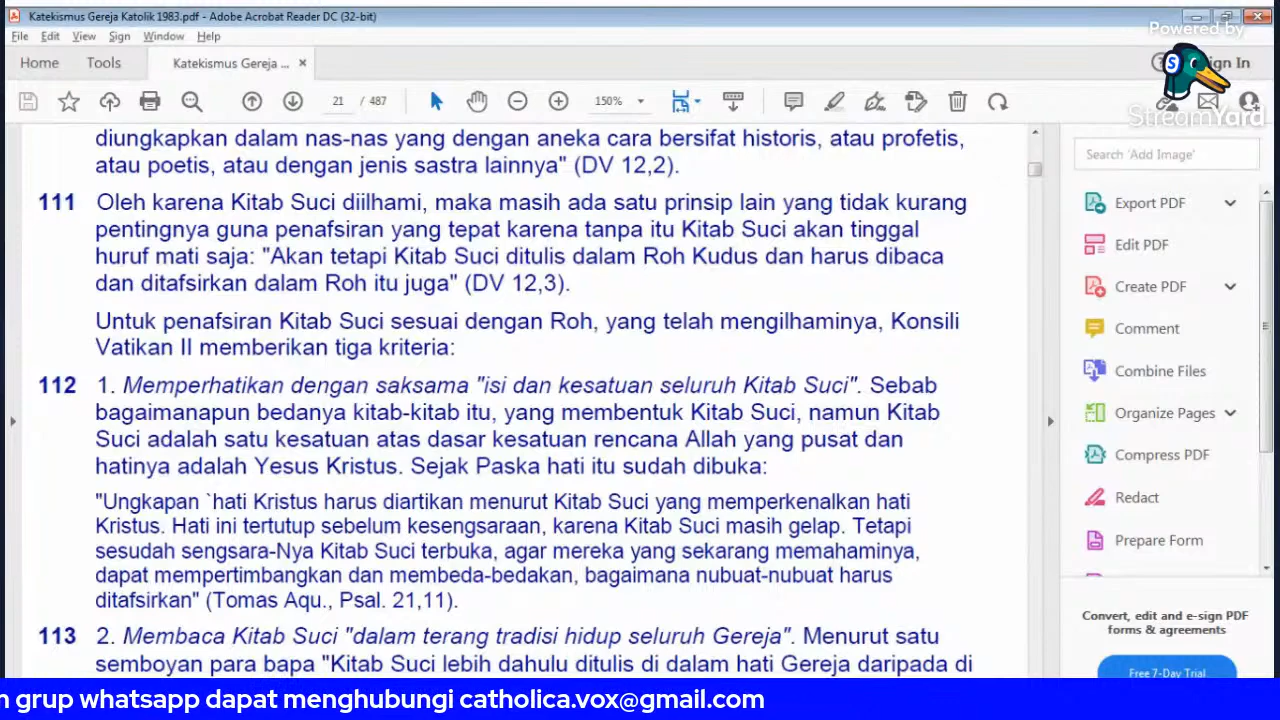 Katekismus Gereja Katolik 1983.pdf - Adobe Acrobat Reader DC (32-bit)
Powered by
File Edit View Sign Window Help
Home Tools Katekismus Gereja ... × Sign In
21 / 487 150%
StreamYard
diungkapkan dalam nas-nas yang dengan aneka cara bersifat historis, atau profetis,
atau poetis, atau dengan jenis sastra lainnya" (DV 12,2).
111 Oleh karena Kitab Suci diilhami, maka masih ada satu prinsip lain yang tidak kurang
pentingnya guna penafsiran yang tepat karena tanpa itu Kitab Suci akan tinggal
huruf mati saja: "Akan tetapi Kitab Suci ditulis dalam Roh Kudus dan harus dibaca
dan ditafsirkan dalam Roh itu juga" (DV 12,3).
Untuk penafsiran Kitab Suci sesuai dengan Roh, yang telah mengilhaminya, Konsili
Vatikan II memberikan tiga kriteria:
112 1. Memperhatikan dengan saksama "isi dan kesatuan seluruh Kitab Suci". Sebab
bagaimanapun bedanya kitab-kitab itu, yang membentuk Kitab Suci, namun Kitab
Suci adalah satu kesatuan atas dasar kesatuan rencana Allah yang pusat dan
hatinya adalah Yesus Kristus. Sejak Paska hati itu sudah dibuka:
"Ungkapan `hati Kristus harus diartikan menurut Kitab Suci yang memperkenalkan hati
Kristus. Hati ini tertutup sebelum kesengsaraan, karena Kitab Suci masih gelap. Tetapi
sesudah sengsara-Nya Kitab Suci terbuka, agar mereka yang sekarang memahaminya,
dapat mempertimbangkan dan membeda-bedakan, bagaimana nubuat-nubuat harus
ditafsirkan" (Tomas Aqu., Psal. 21,11).
113 2. Membaca Kitab Suci "dalam terang tradisi hidup seluruh Gereja". Menurut satu
semboyan para bapa "Kitab Suci lebih dahulu ditulis di dalam hati Gereja daripada di
Search 'Add Image'
Export PDF
Edit PDF
Create PDF
Comment
Combine Files
Organize Pages
Compress PDF
Redact
Prepare Form
Convert, edit and e-sign PDF
forms & agreements
Free 7-Day Trial
grup whatsapp dapat menghubungi catholica.vox@gmail.com